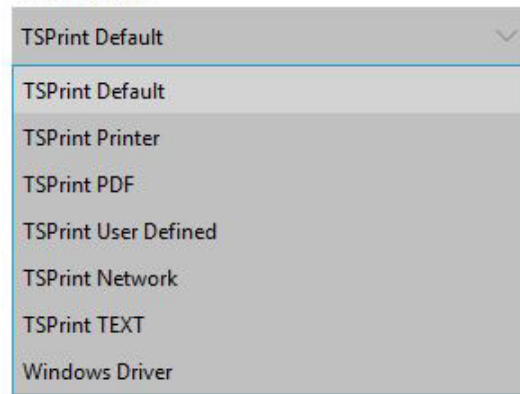 TSPrint Default
TSPrint Default
TSPrint Printer
TSPrint PDF
TSPrint User Defined
TSPrint Network
TSPrint TEXT
Windows Driver